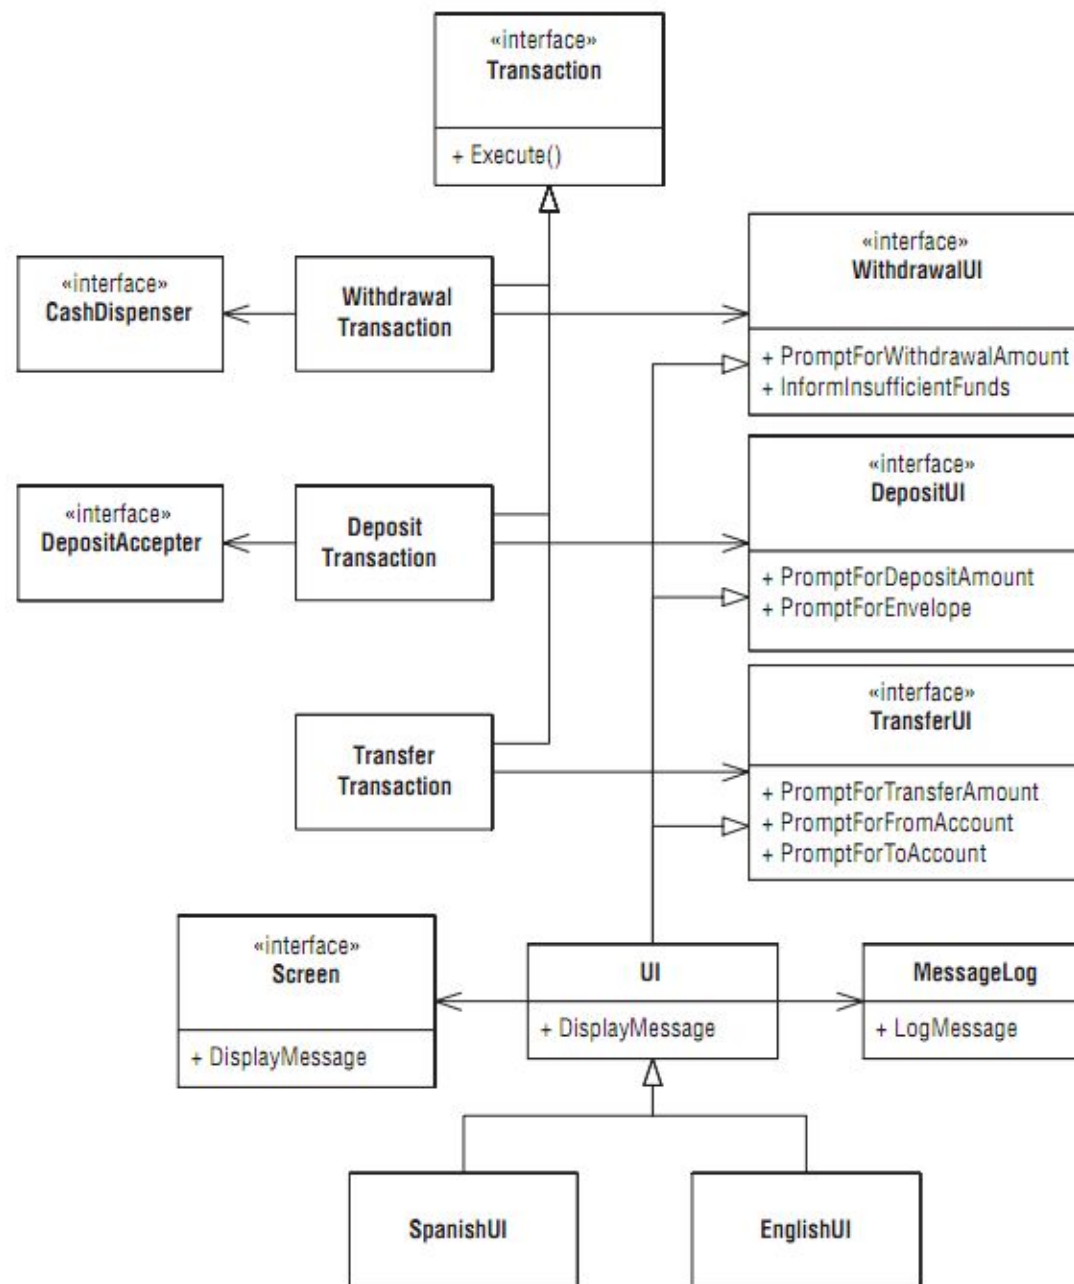 «interface»
Transaction
+ Execute()
«interface»
WithdrawalUI
+ PromptForWithdrawalAmount
+ InformInsufficientFunds
«interface»
CashDispenser
Withdrawal
Transaction
«interface»
DepositUI
+ PromptForDepositAmount
+ PromptForEnvelope
«interface»
DepositAccepter
Deposit
Transaction
«interface»
TransferUI
+ PromptForTransferAmount
+ PromptForFromAccount
+ PromptForToAccount
Transfer
Transaction
«interface»
Screen
+ DisplayMessage
UI
+ DisplayMessage
MessageLog
+ LogMessage
SpanishUI
EnglishUI